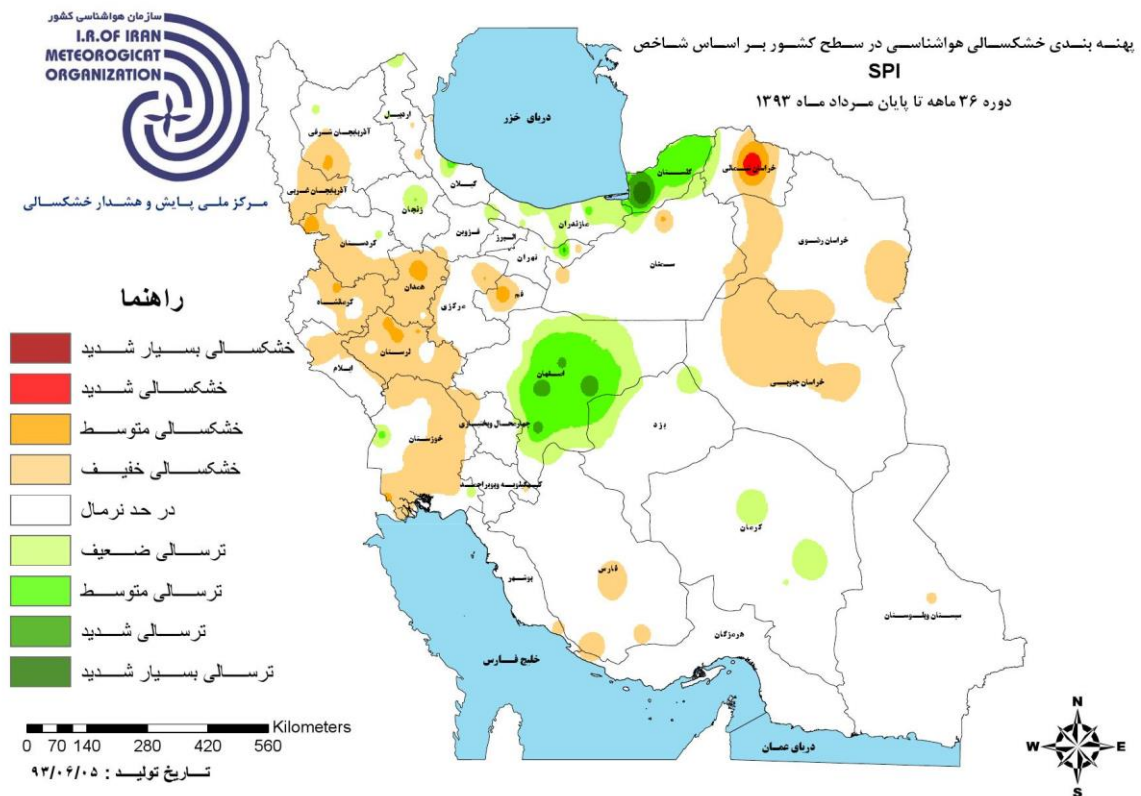 سازمان هواشناسی کشور
I.R.OF IRAN
METEOROGICAT
ORGANIZATION
مرکز ملی پایش و هشدار خشکسالی
پهنه بندی خشکسالی هواشناسی در سطح کشور بر اساس شاخص
SPI
دوره ۳۶ ماهه تا پایان مرداد ماه ۱۳۹۳
دریای خزر
اردبیل
آذربایجان شرقی
آذربایجان غربی
گیلان
زنجان
کردستان
قزوین
البرز
تهران
مازندران
گلستان
خراسان شمالی
خراسان رضوی
سمنان
همدان
کرمانشاه
مرکزی
قم
لرستان
ایلام
اصفهان
خراسان جنوبی
چهارمحال وبختیاری
خوزستان
یزد
کهگیلویه وبویراحمد
کرمان
فارس
بوشهر
سیستان وبلوچستان
هرمزگان
خلیج فارس
دریای عمان
راهنما
خشکسالی بسیار شدید
خشکسالی شدید
خشکسالی متوسط
خشکسالی خفیف
در حد نرمال
ترسالی ضعیف
ترسالی متوسط
ترسالی شدید
ترسالی بسیار شدید
Kilometers
0 70 140 280 420 560
تاریخ تولید : ۹۳/۰۶/۰۵
N
W E
S